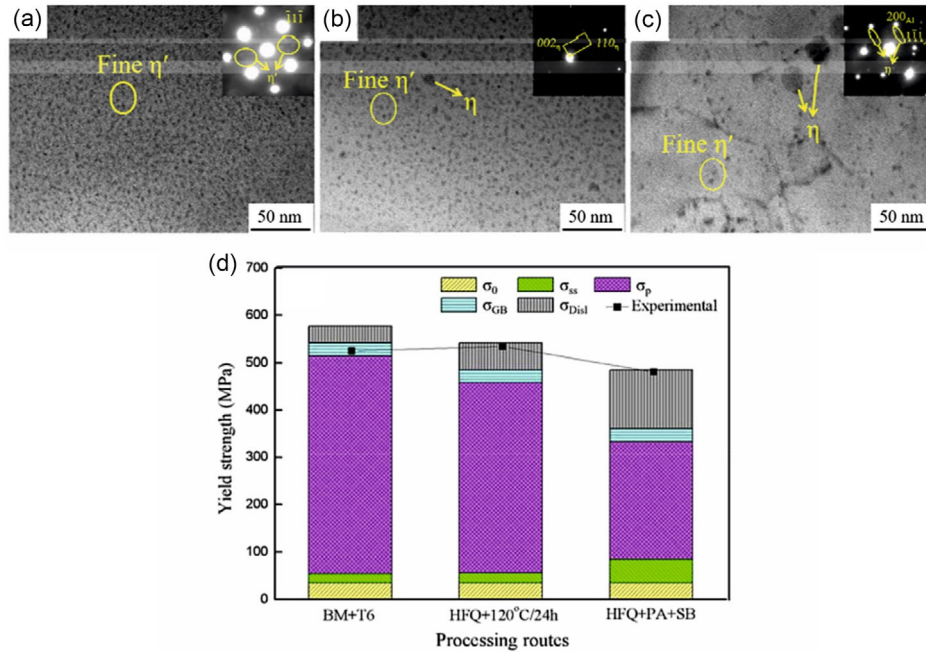 (a)
1̄11̄
η'
Fine η'
50 nm
(b)
002η
110η
Fine η'
η
50 nm
(c)
200Al
η'
Fine η'
η
50 nm
(d)
Yield strength (MPa)
700
600
500
400
300
200
100
0
σ0 σss σp
σGB σDisl Experimental
BM+T6 HFQ+120°C/24h HFQ+PA+SB
Processing routes